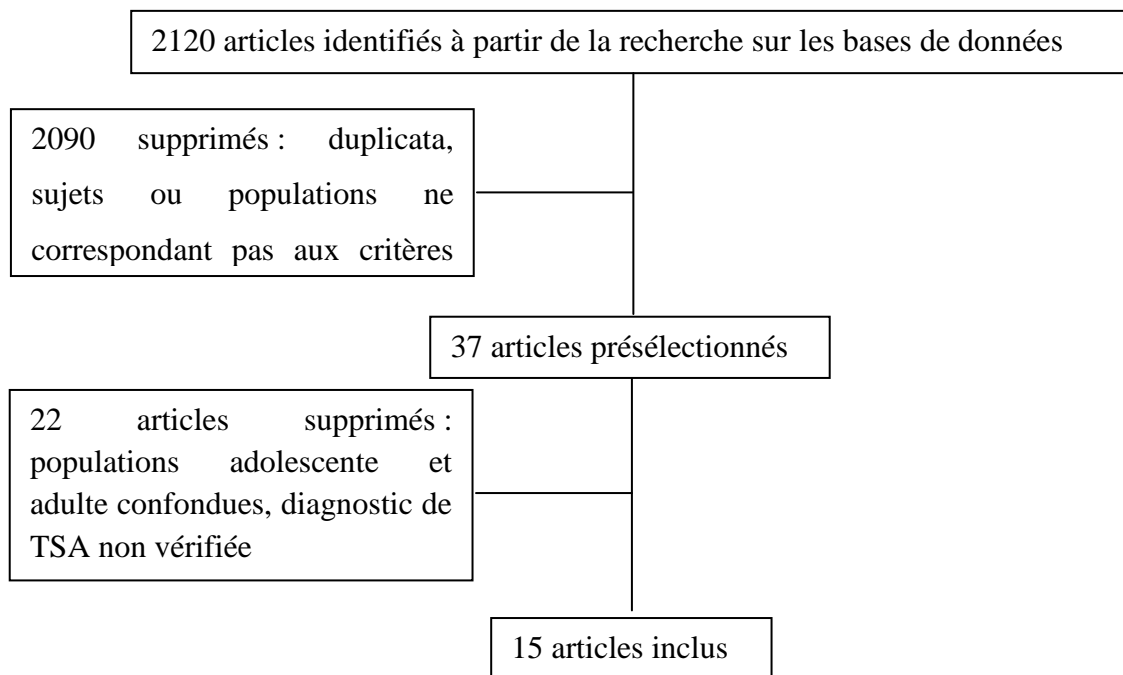 2120 articles identifiés à partir de la recherche sur les bases de données
2090 supprimés : duplicata,
sujets ou populations ne
correspondant pas aux critères
37 articles présélectionnés
22 articles supprimés :
populations adolescente et
adulte confondues, diagnostic de
TSA non vérifiée
15 articles inclus